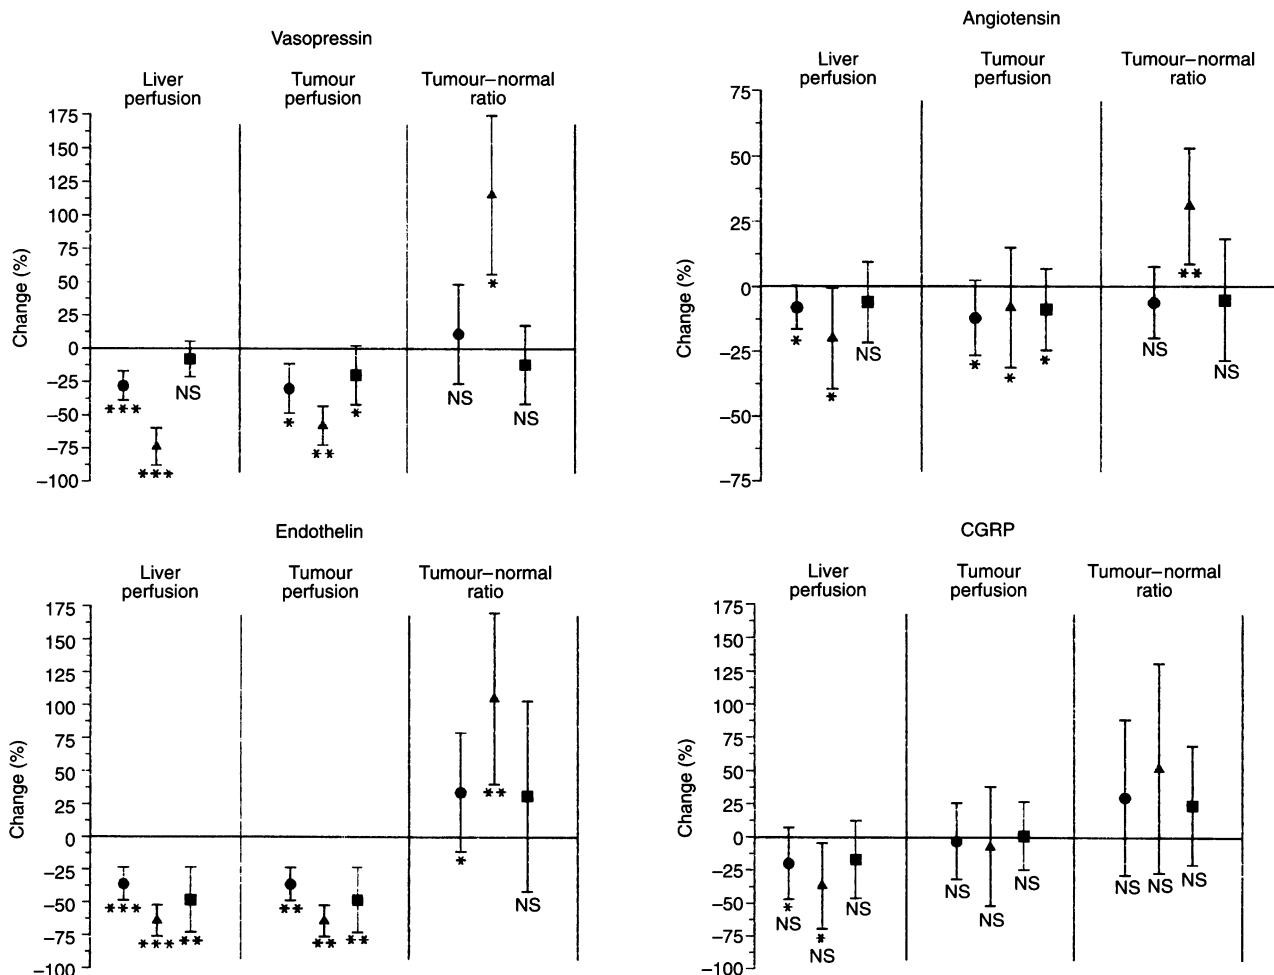 Vasopressin
Liver perfusion
Tumour perfusion
Tumour–normal ratio
Change (%)
175
150
125
100
75
50
25
0
−25
−50
−75
−100
***
***
NS
*
**
*
NS
*
NS
Angiotensin
Liver perfusion
Tumour perfusion
Tumour–normal ratio
Change (%)
75
50
25
0
−25
−50
−75
*
*
NS
*
*
*
NS
**
NS
Endothelin
Liver perfusion
Tumour perfusion
Tumour–normal ratio
Change (%)
175
150
125
100
75
50
25
0
−25
−50
−75
−100
***
***
**
**
**
**
*
**
NS
CGRP
Liver perfusion
Tumour perfusion
Tumour–normal ratio
Change (%)
175
150
125
100
75
50
25
0
−25
−50
−75
−100
*
NS
*
NS
NS
NS
NS
NS
NS
NS
NS